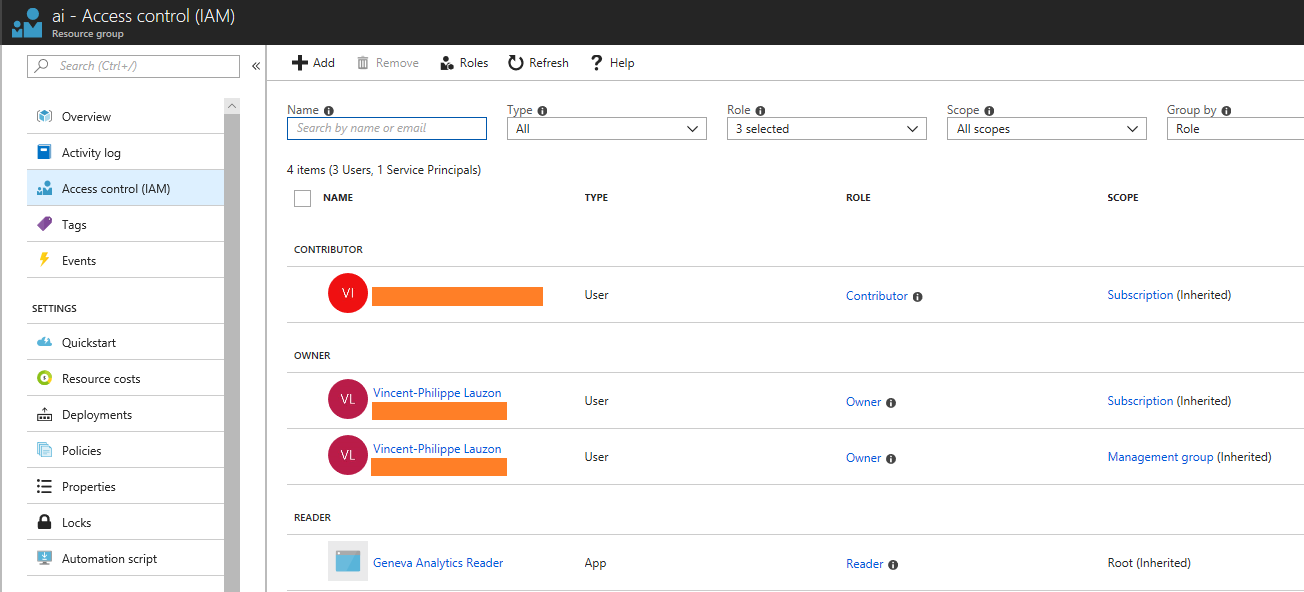 ai - Access control (IAM)
Resource group
Search (Ctrl+/)
«
Overview
Activity log
Access control (IAM)
Tags
Events
SETTINGS
Quickstart
Resource costs
Deployments
Policies
Properties
Locks
Automation script
Add Remove Roles Refresh ? Help
Name Type Role Scope Group by
Search by name or email All 3 selected All scopes Role
4 items (3 Users, 1 Service Principals)
NAME TYPE ROLE SCOPE
CONTRIBUTOR
VI User Contributor Subscription (Inherited)
OWNER
VL Vincent-Philippe Lauzon User Owner Subscription (Inherited)
VL Vincent-Philippe Lauzon User Owner Management group (Inherited)
READER
Geneva Analytics Reader App Reader Root (Inherited)